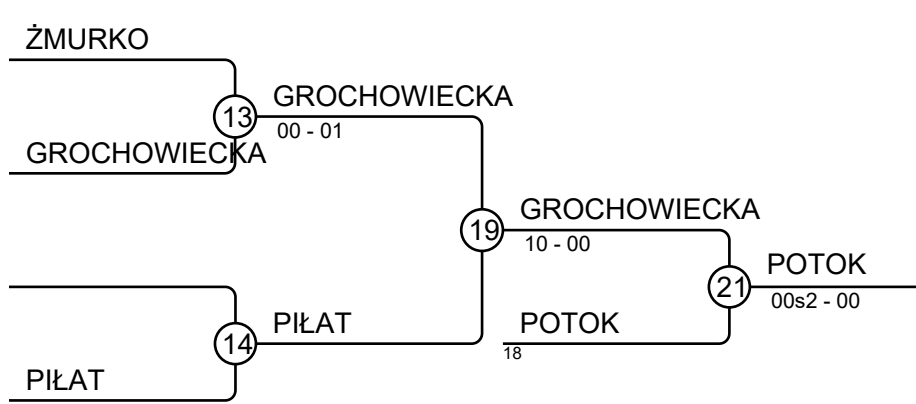 ŻMURKO
GROCHOWIECKA
13
00 - 01
GROCHOWIECKA
GROCHOWIECKA
19
10 - 00
POTOK
21
00s2 - 00
PIŁAT
14
POTOK
18
PIŁAT